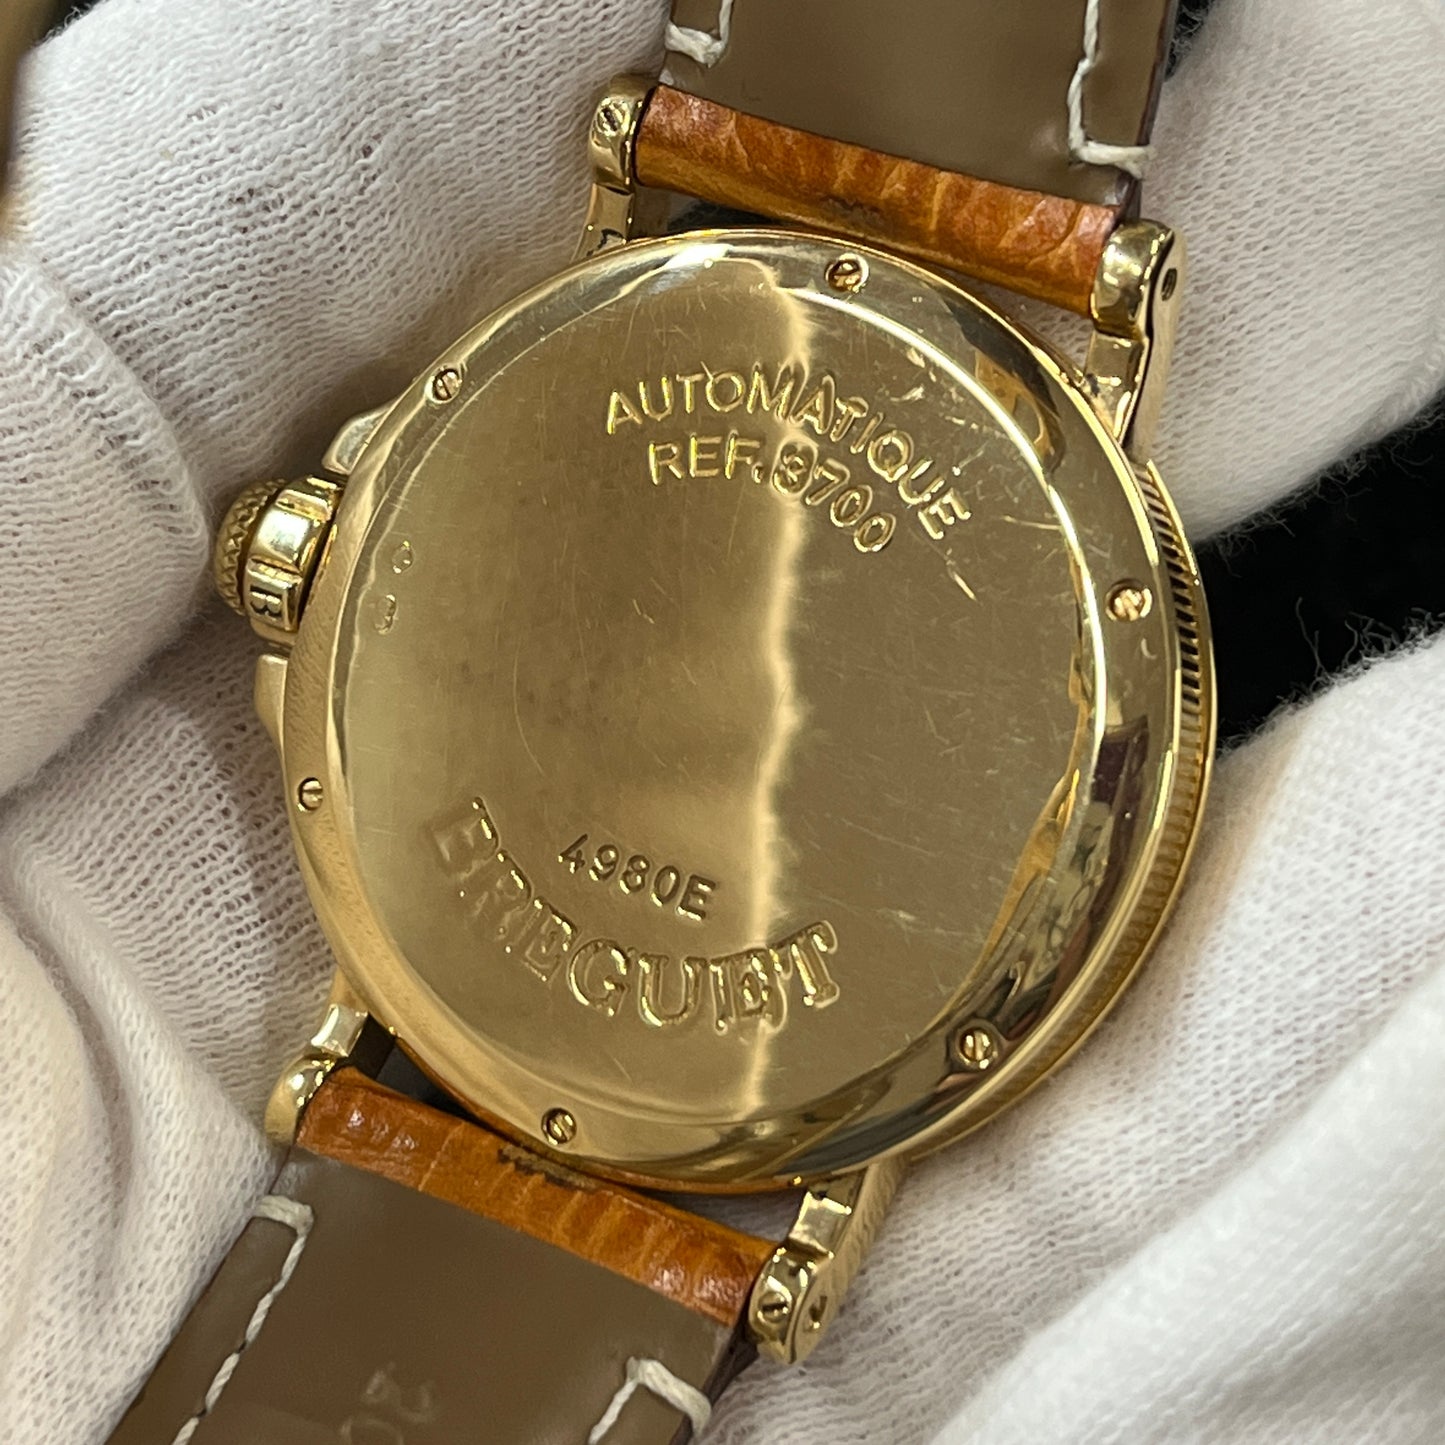 AUTOMATIQUE
REF. 3700
4980E
BREGUET
B